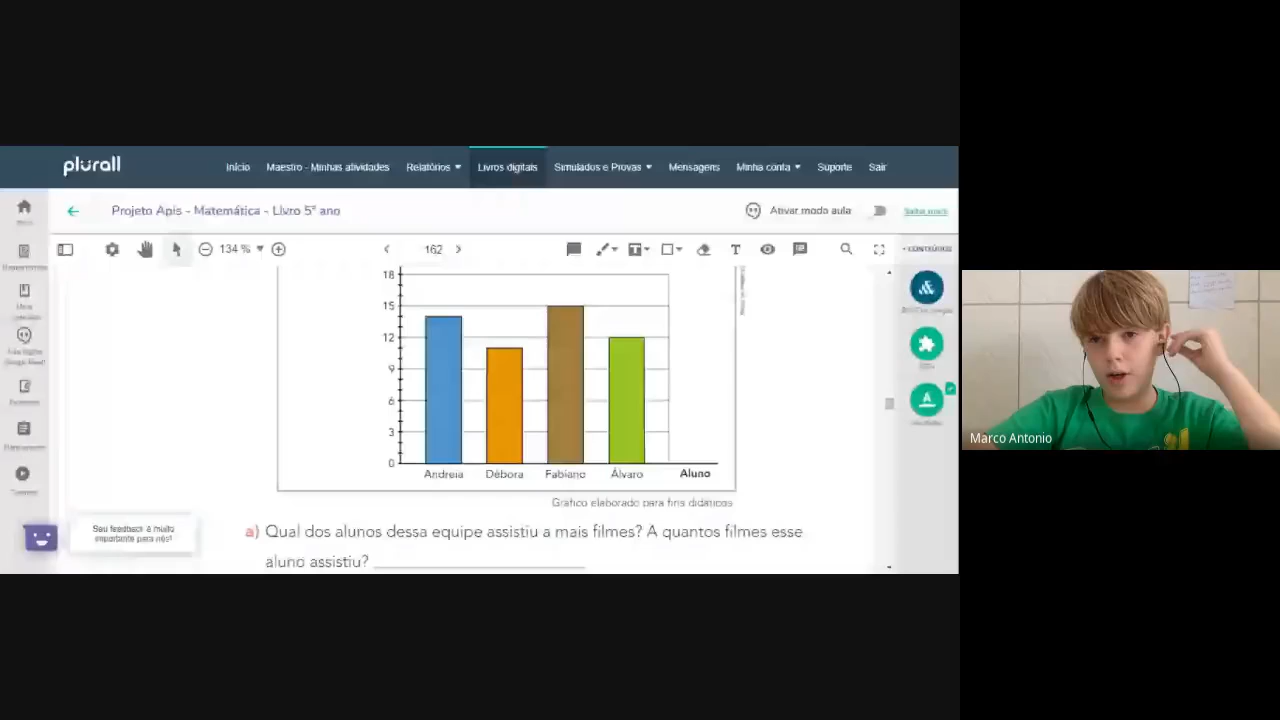 plurall
Início Maestro - Minhas atividades Relatórios Livros digitais Simulados e Provas Mensagens Minha conta Suporte Sair
Projeto Apis - Matemática - Livro 5º ano
Ativar modo aula
134 %
162
18
15
12
9
6
3
0
Andreia Débora Fabiano Álvaro Aluno
Gráfico elaborado para fins didáticos
a) Qual dos alunos dessa equipe assistiu a mais filmes? A quantos filmes esse
aluno assistiu?
Seu feedback é muito
importante para nós!
Marco Antonio